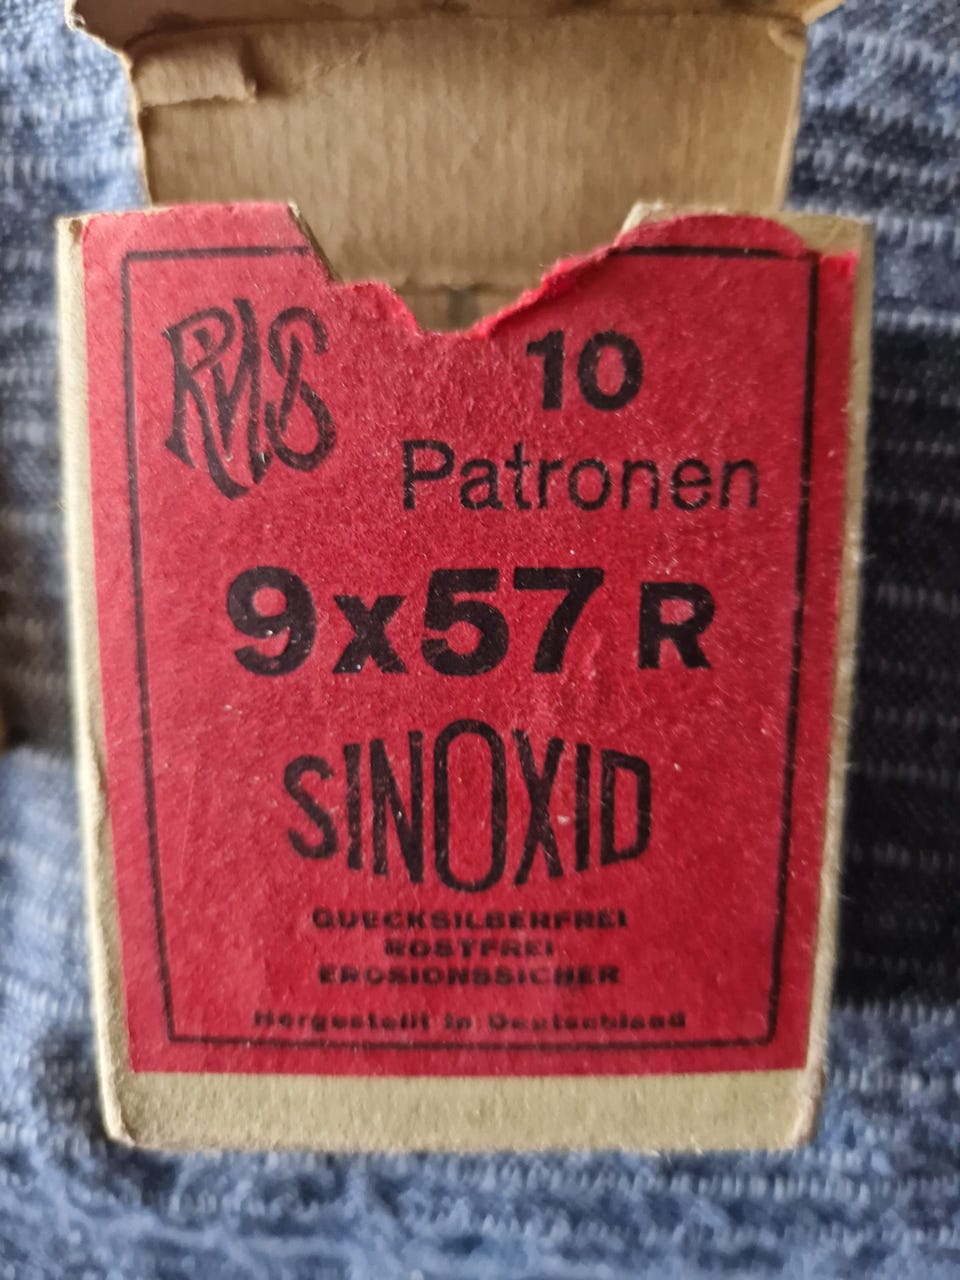 RWS
10
Patronen
9x57 R
SINOXID
QUECKSILBERFREI
ROSTFREI
EROSIONSSICHER
Hergestellt in Deutschland